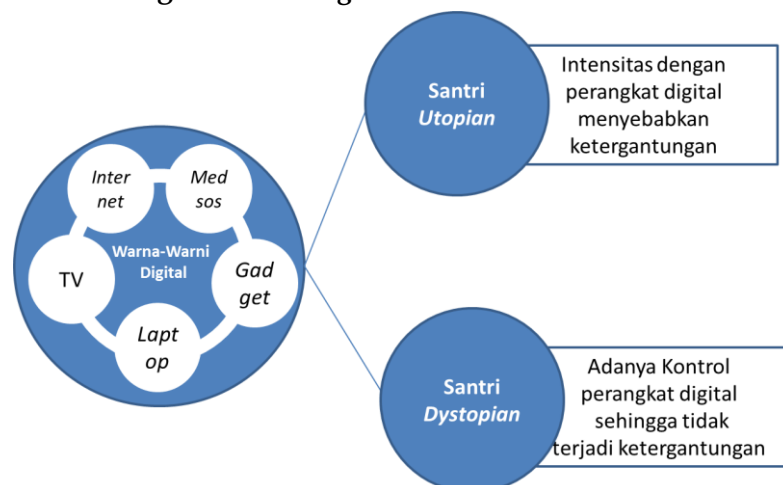 Inter
net
Med
sos
Warna-Warni
Digital
TV
Gad
get
Lapt
op
Santri
Utopian
Intensitas dengan
perangkat digital
menyebabkan
ketergantungan
Santri
Dystopian
Adanya Kontrol
perangkat digital
sehingga tidak
terjadi ketergantungan